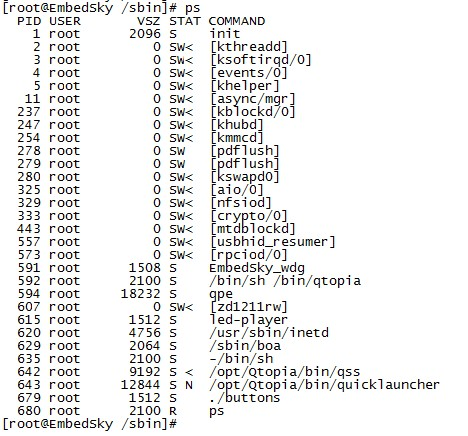 [root@EmbedSky /sbin]# ps
PID USER VSZ STAT COMMAND
1 root 2096 S init
2 root 0 SW< [kthreadd]
3 root 0 SW< [ksoftirqd/0]
4 root 0 SW< [events/0]
5 root 0 SW< [khelper]
11 root 0 SW< [async/mgr]
237 root 0 SW< [kblockd/0]
247 root 0 SW< [khubd]
254 root 0 SW< [kmmcd]
278 root 0 SW [pdflush]
279 root 0 SW [pdflush]
280 root 0 SW< [kswapd0]
325 root 0 SW< [aio/0]
329 root 0 SW< [nfsiod]
333 root 0 SW< [crypto/0]
443 root 0 SW< [mtdblockd]
557 root 0 SW< [usbhid_resumer]
573 root 0 SW< [rpciod/0]
591 root 1508 S EmbedSky_wdg
592 root 2100 S /bin/sh /bin/qtopia
594 root 18232 S qpe
607 root 0 SW< [zd1211rw]
615 root 1512 S led-player
620 root 4756 S /usr/sbin/inetd
629 root 2064 S /sbin/boa
635 root 2100 S -/bin/sh
642 root 9192 S < /opt/Qtopia/bin/qss
643 root 12844 S N /opt/Qtopia/bin/quicklauncher
679 root 1512 S ./buttons
680 root 2100 R ps
[root@EmbedSky /sbin]#